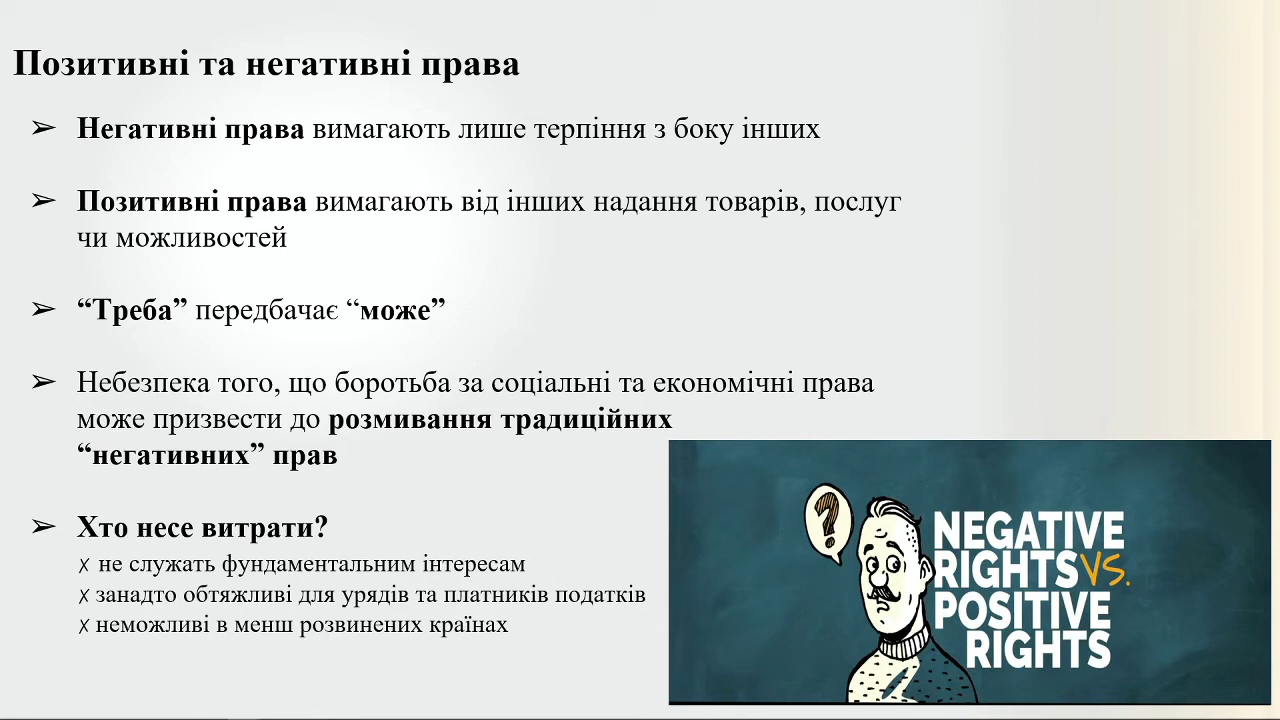 Позитивні та негативні права
➢ Негативні права вимагають лише терпіння з боку інших
➢ Позитивні права вимагають від інших надання товарів, послуг
чи можливостей
➢ “Треба” передбачає “може”
➢ Небезпека того, що боротьба за соціальні та економічні права
може призвести до розмивання традиційних
“негативних” прав
➢ Хто несе витрати?
✗ не служать фундаментальним інтересам
✗ занадто обтяжливі для урядів та платників податків
✗ неможливі в менш розвинених країнах
?
NEGATIVE
RIGHTS VS.
POSITIVE
RIGHTS